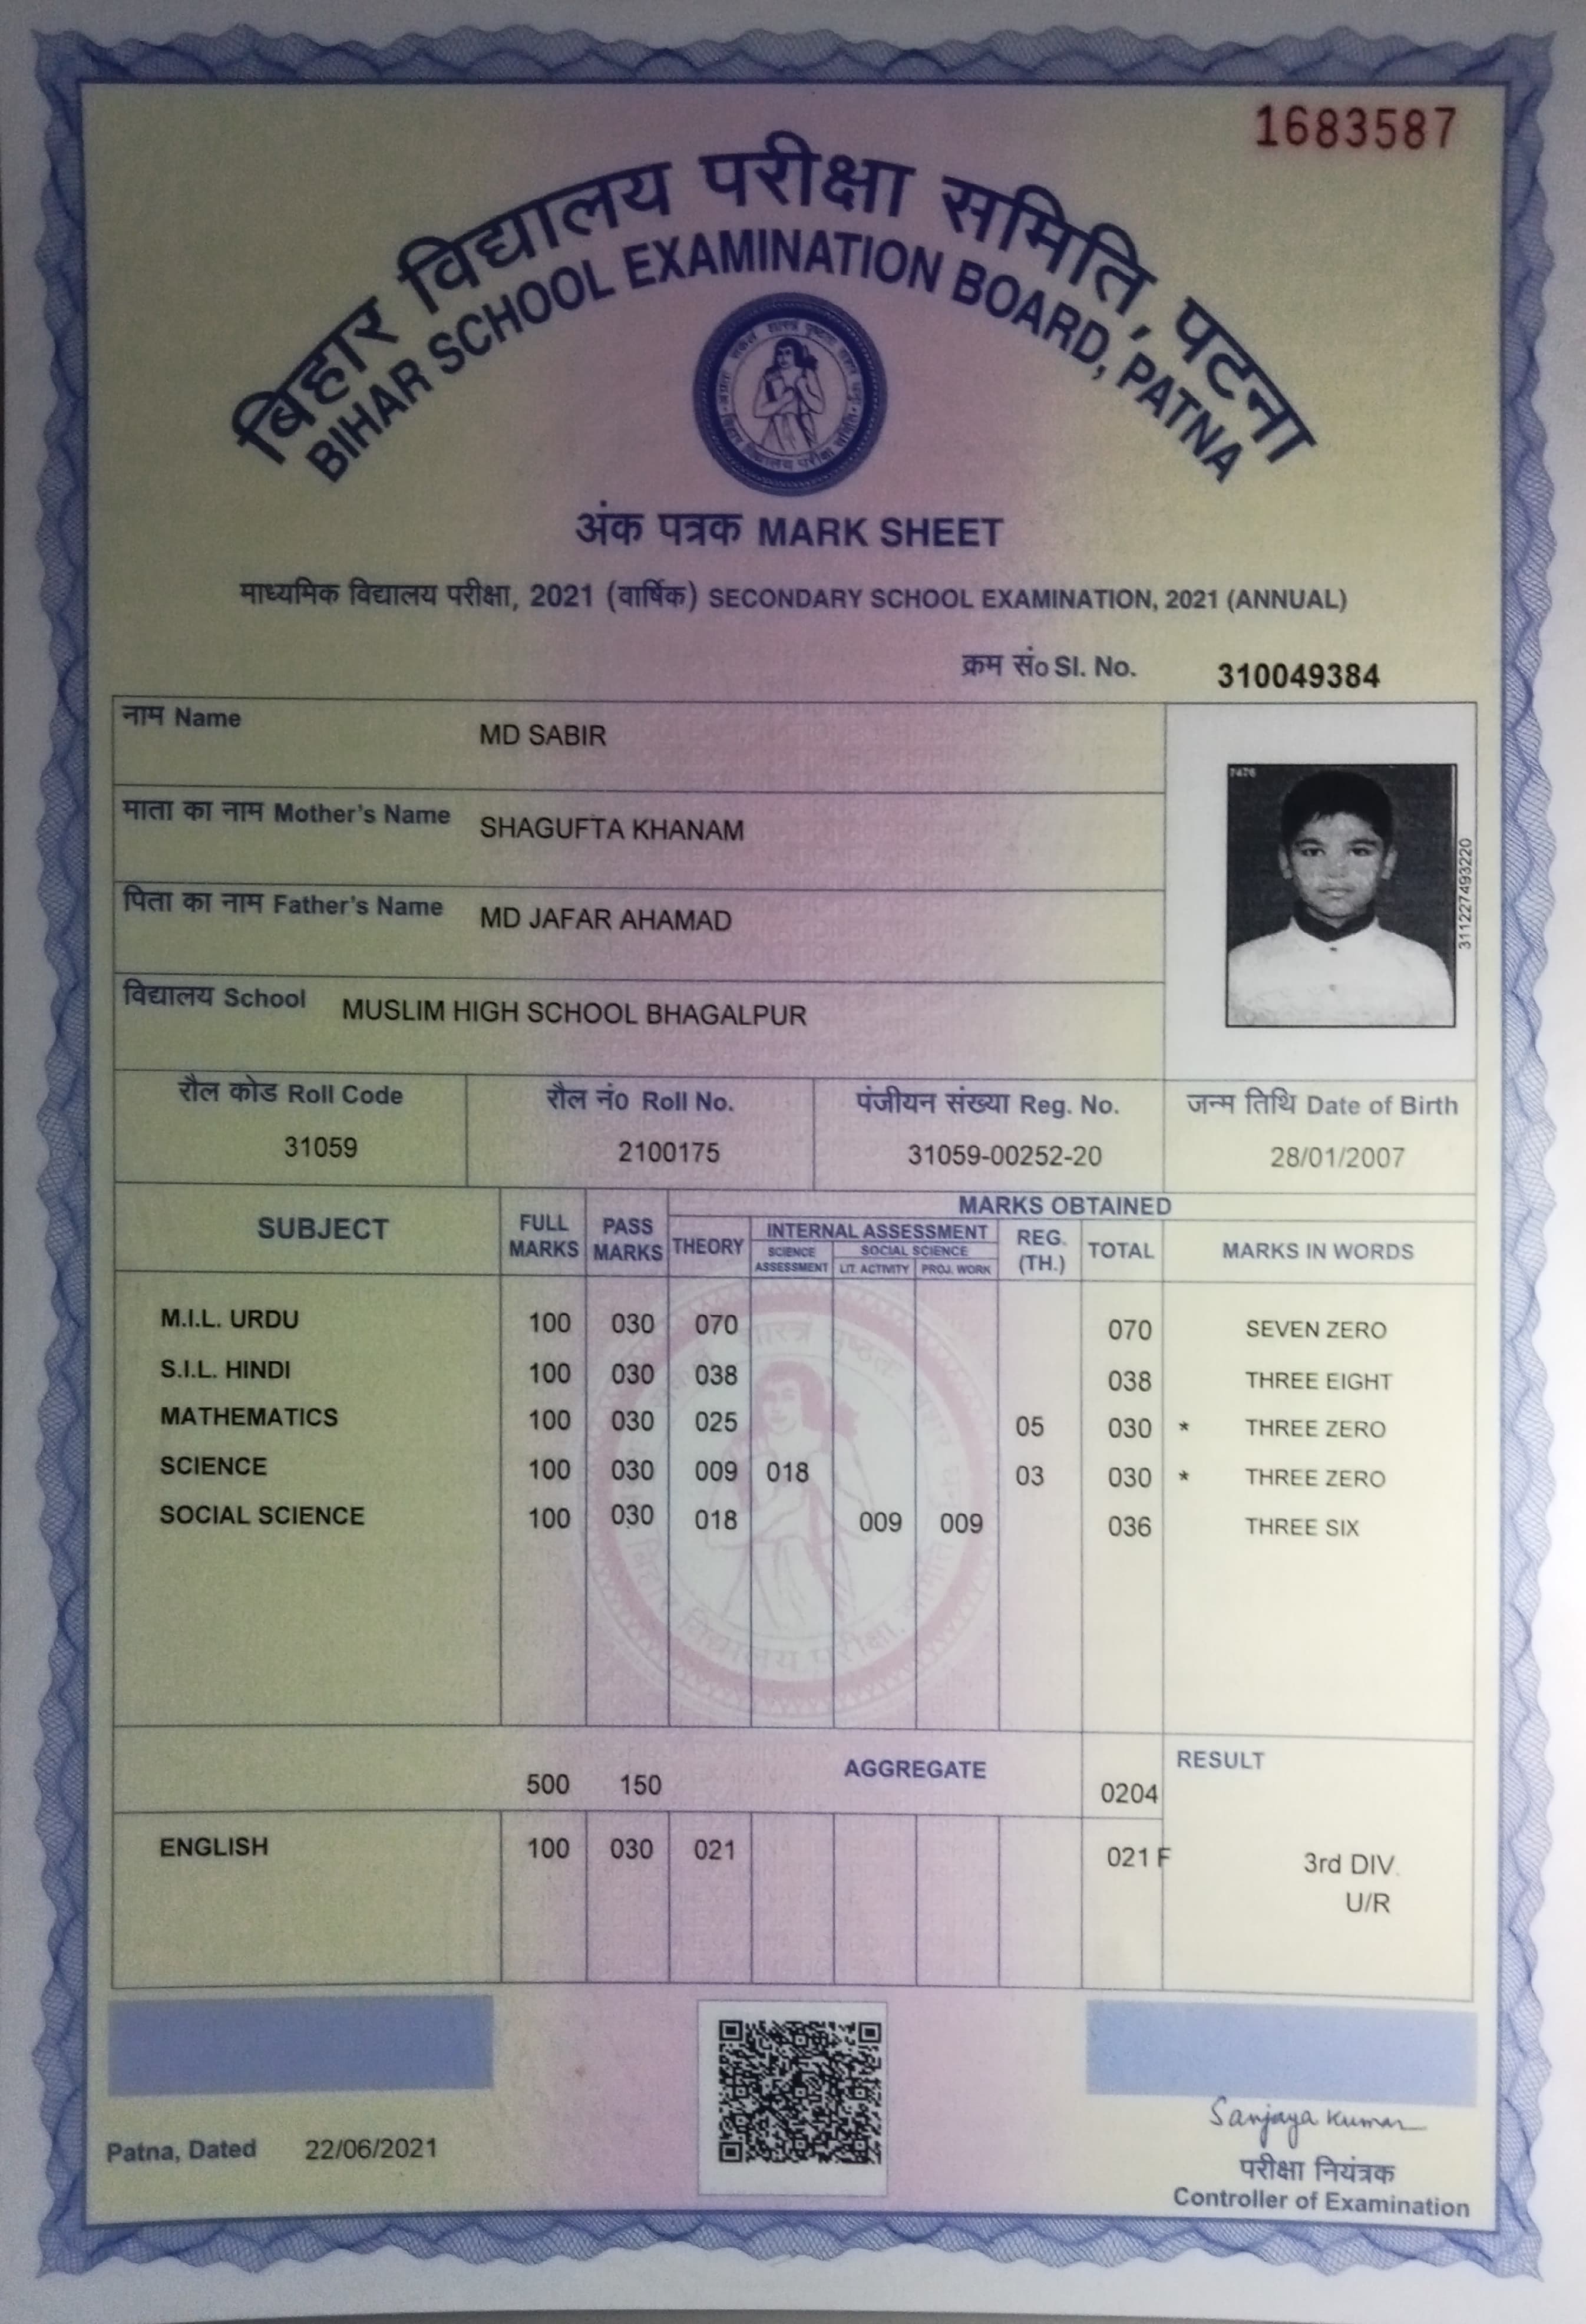 1683587
बिहार विद्यालय परीक्षा समिति, पटना
BIHAR SCHOOL EXAMINATION BOARD, PATNA
अंक पत्रक MARK SHEET
माध्यमिक विद्यालय परीक्षा, 2021 (वार्षिक) SECONDARY SCHOOL EXAMINATION, 2021 (ANNUAL)
क्रम सं० Sl. No. 310049384
नाम Name MD SABIR
7476
माता का नाम Mother's Name SHAGUFTA KHANAM
311227493220
पिता का नाम Father's Name MD JAFAR AHAMAD
विद्यालय School MUSLIM HIGH SCHOOL BHAGALPUR
रौल कोड Roll Code रौल नं० Roll No. पंजीयन संख्या Reg. No. जन्म तिथि Date of Birth
31059 2100175 31059-00252-20 28/01/2007
MARKS OBTAINED
SUBJECT FULL MARKS PASS MARKS THEORY INTERNAL ASSESSMENT REG. (TH.) TOTAL MARKS IN WORDS
SCIENCE ASSESSMENT SOCIAL SCIENCE
LIT. ACTIVITY PROJ. WORK
M.I.L. URDU 100 030 070 070 SEVEN ZERO
S.I.L. HINDI 100 030 038 038 THREE EIGHT
MATHEMATICS 100 030 025 05 030 * THREE ZERO
SCIENCE 100 030 009 018 03 030 * THREE ZERO
SOCIAL SCIENCE 100 030 018 009 009 036 THREE SIX
500 150 AGGREGATE 0204 RESULT
ENGLISH 100 030 021 021 F 3rd DIV.
U/R
Patna, Dated 22/06/2021
Sanjaya Kumar
परीक्षा नियंत्रक
Controller of Examination